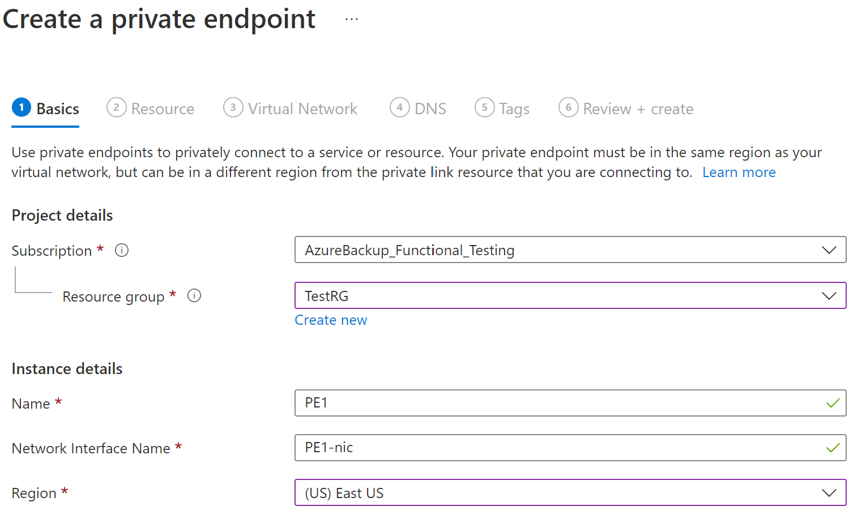 Create a private endpoint ...
1 Basics 2 Resource 3 Virtual Network 4 DNS 5 Tags 6 Review + create
Use private endpoints to privately connect to a service or resource. Your private endpoint must be in the same region as your
virtual network, but can be in a different region from the private link resource that you are connecting to. Learn more
Project details
Subscription * AzureBackup_Functional_Testing
Resource group * TestRG
Create new
Instance details
Name * PE1
Network Interface Name * PE1-nic
Region * (US) East US